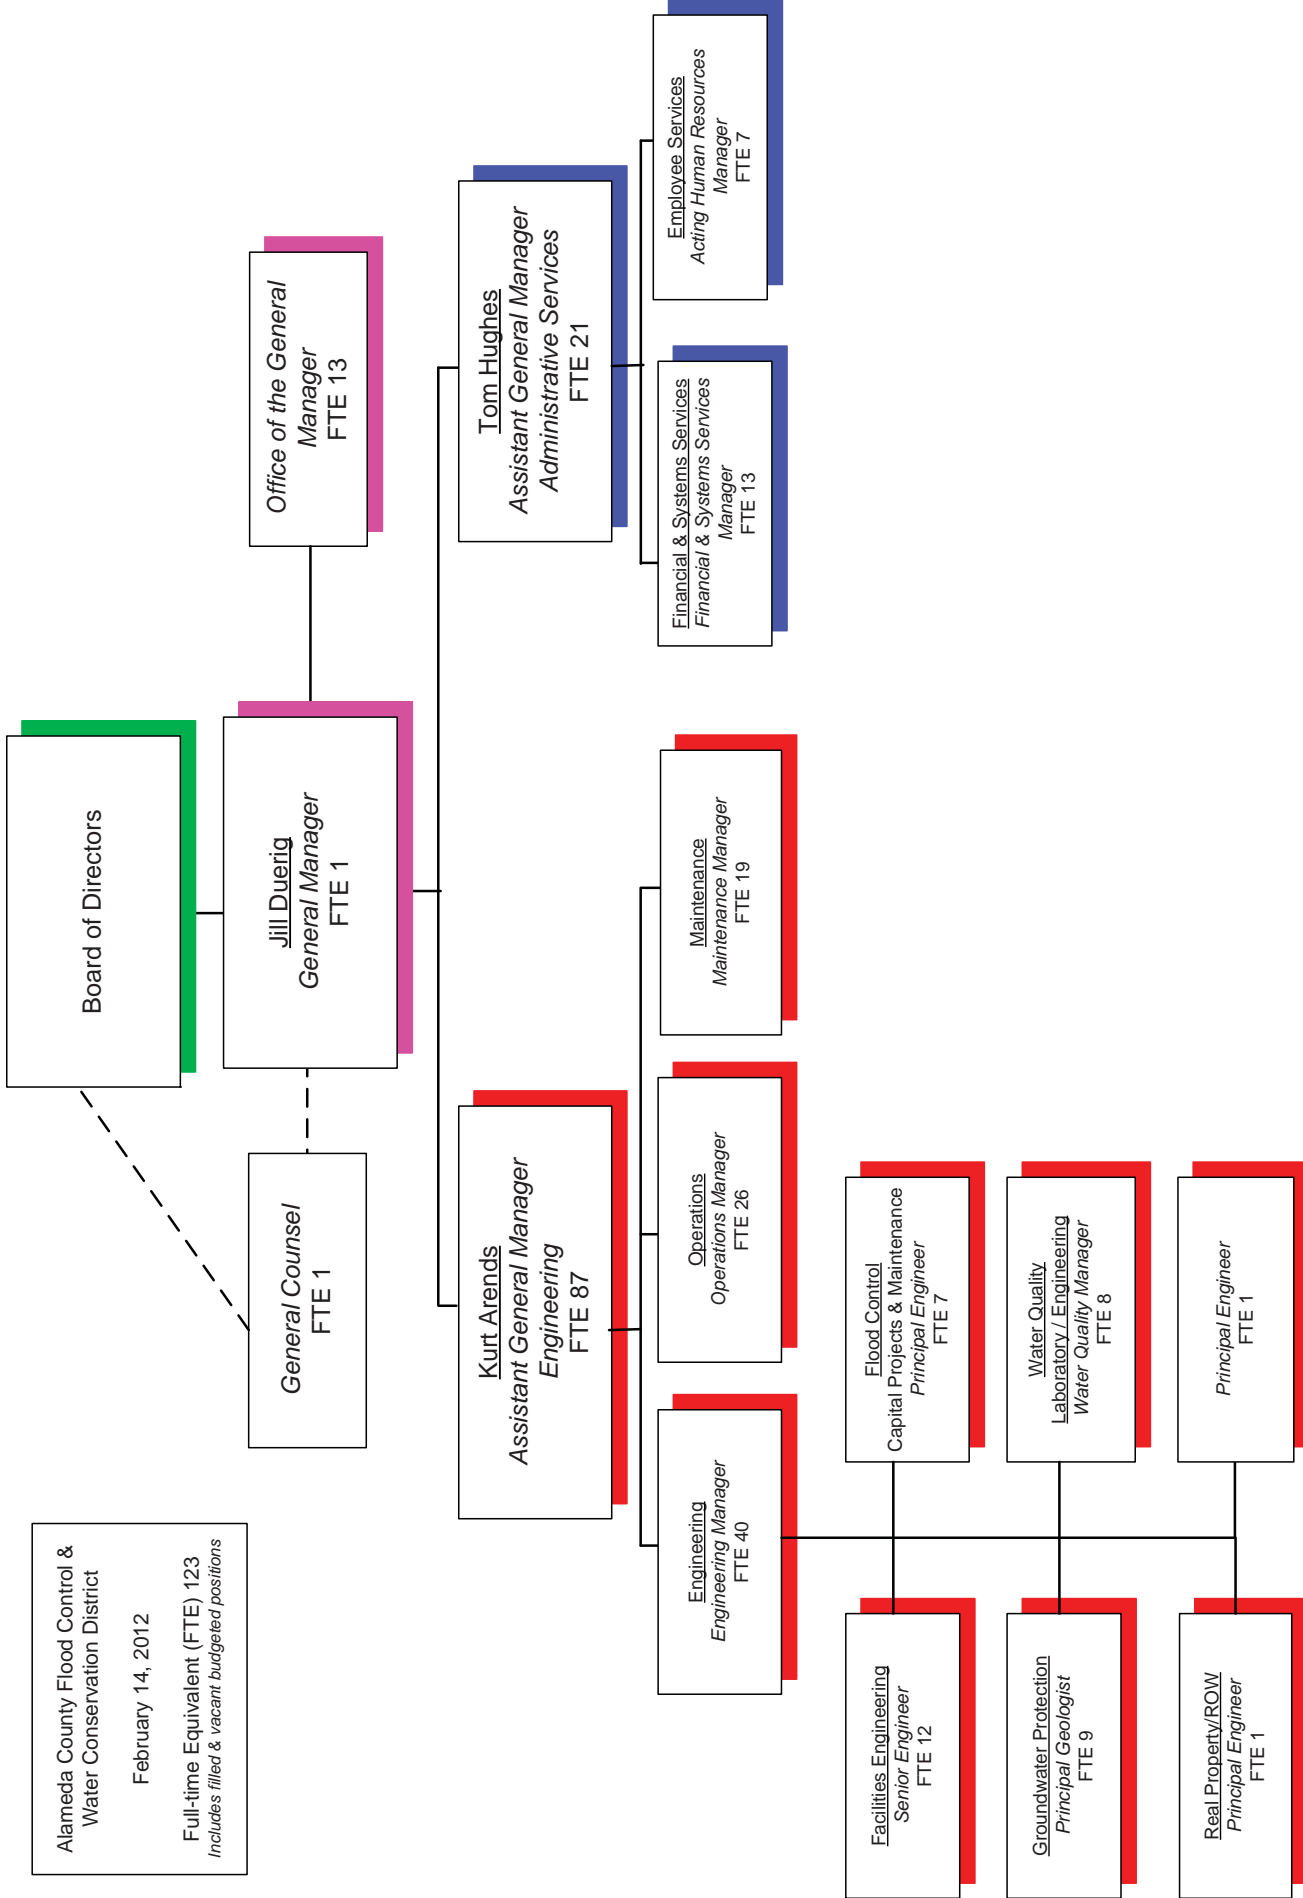 Alameda County Flood Control &
Water Conservation District
February 14, 2012
Full-time Equivalent (FTE) 123
Includes filled & vacant budgeted positions
Board of Directors
General Counsel
FTE 1
Jill Duerig
General Manager
FTE 1
Office of the General
Manager
FTE 13
Kurt Arends
Assistant General Manager
Engineering
FTE 87
Tom Hughes
Assistant General Manager
Administrative Services
FTE 21
Engineering
Engineering Manager
FTE 40
Operations
Operations Manager
FTE 26
Maintenance
Maintenance Manager
FTE 19
Financial & Systems Services
Financial & Systems Services
Manager
FTE 13
Employee Services
Acting Human Resources
Manager
FTE 7
Facilities Engineering
Senior Engineer
FTE 12
Flood Control
Capital Projects & Maintenance
Principal Engineer
FTE 7
Groundwater Protection
Principal Geologist
FTE 9
Water Quality
Laboratory / Engineering
Water Quality Manager
FTE 8
Real Property/ROW
Principal Engineer
FTE 1
Principal Engineer
FTE 1